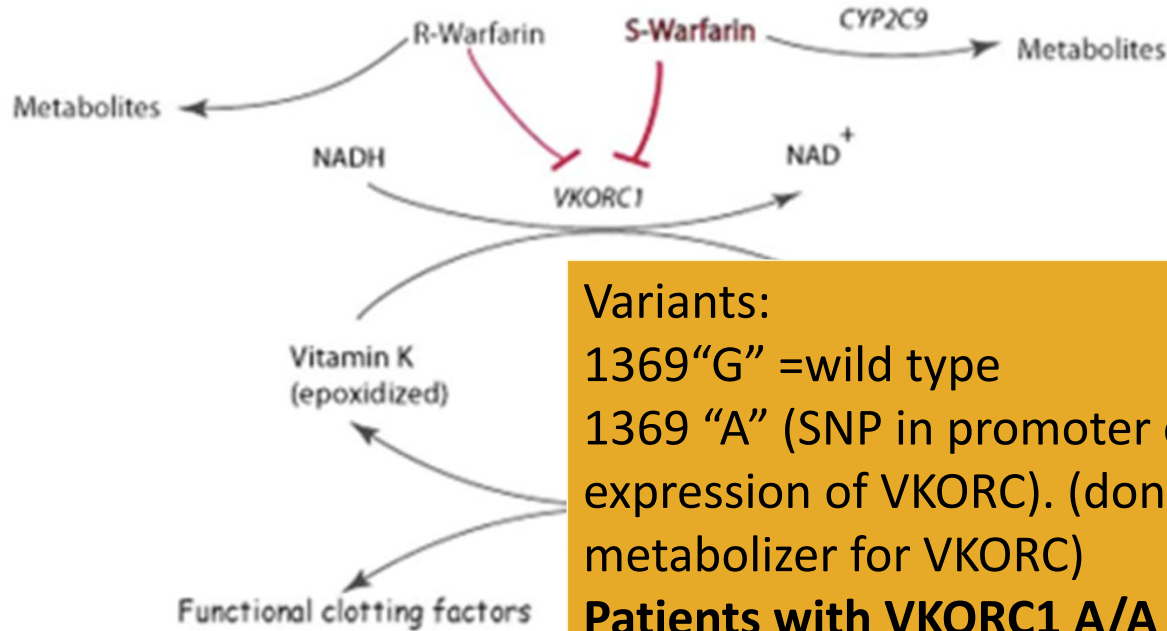 R-Warfarin
S-Warfarin
CYP2C9
Metabolites
Metabolites
NADH
NAD+
VKORC1
Vitamin K
(epoxidized)
Functional clotting factors
Variants:
1369“G” =wild type
1369 “A” (SNP in promoter
expression of VKORC). (don
metabolizer for VKORC)
Patients with VKORC1 A/A